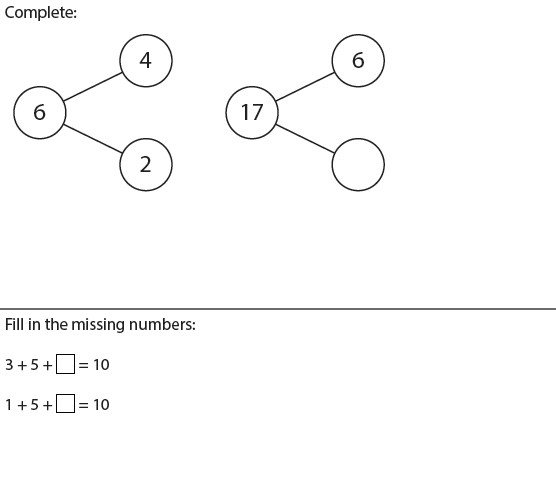 Complete:
4
6
6
17
2
Fill in the missing numbers:
3 + 5 + = 10
1 + 5 + = 10